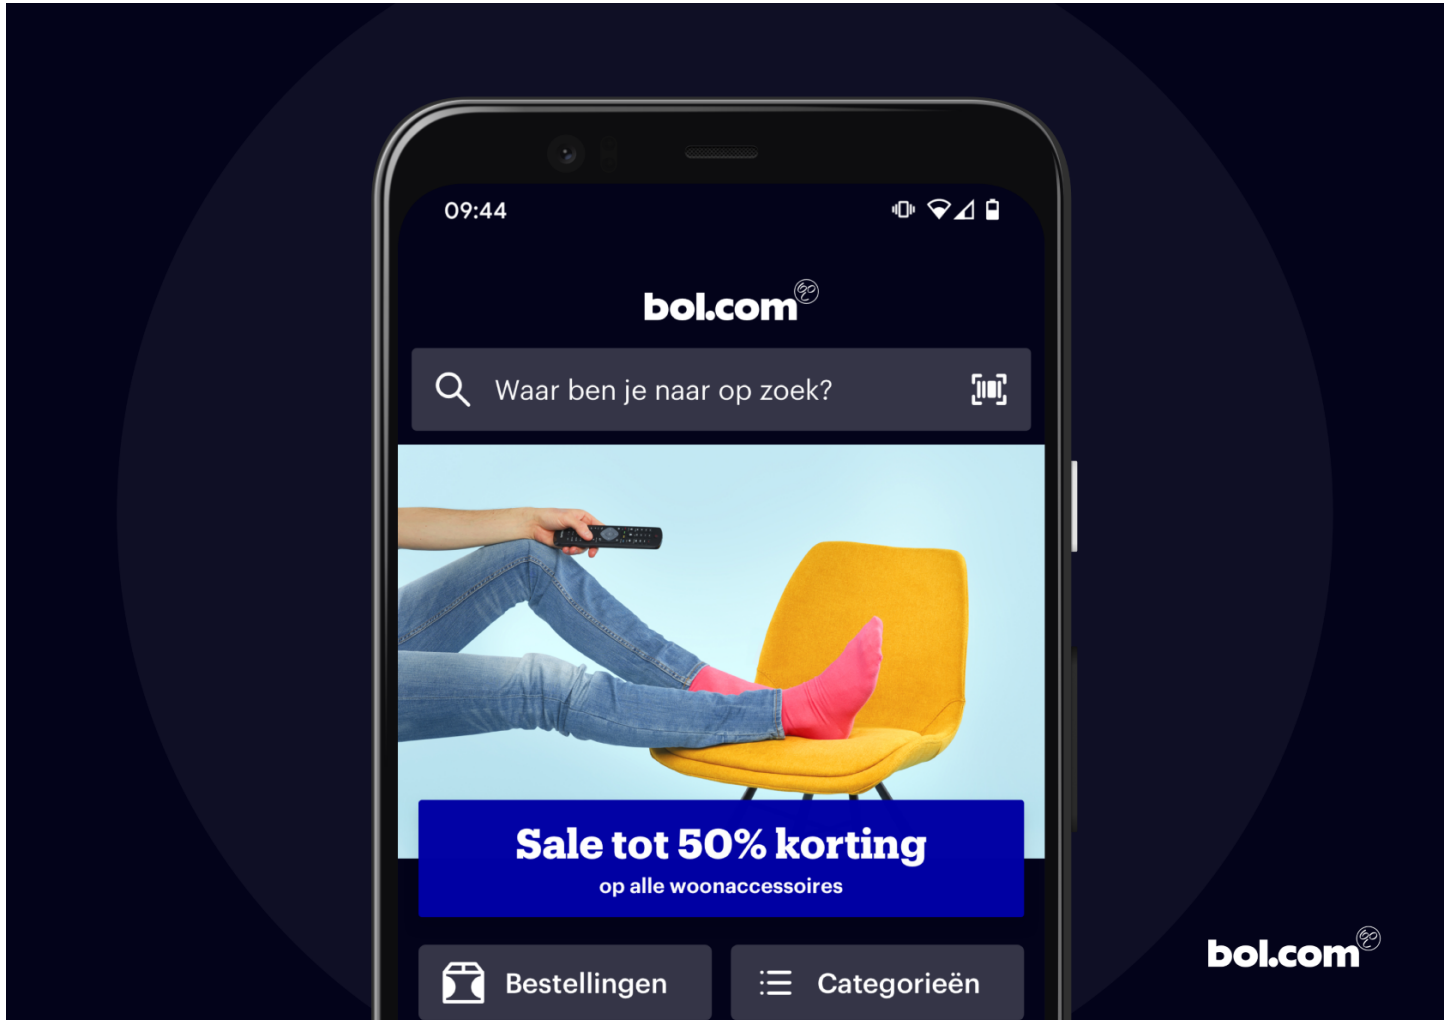 09:44
bol.com
Waar ben je naar op zoek?
Sale tot 50% korting
op alle woonaccessoires
Bestellingen
Categorieën
bol.com